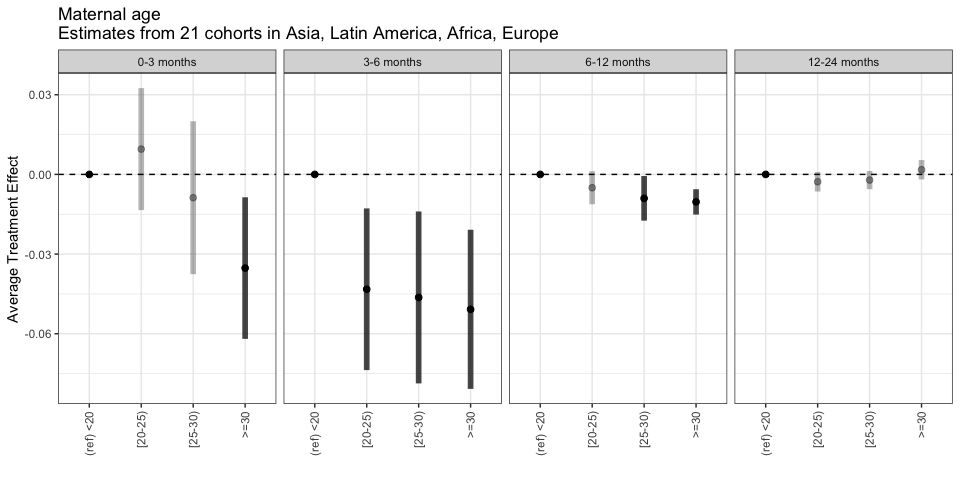 Maternal age
Estimates from 21 cohorts in Asia, Latin America, Africa, Europe
0-3 months
3-6 months
6-12 months
12-24 months
Average Treatment Effect
0.03
0.00
-0.03
-0.06
(ref) <20
[20-25)
[25-30)
>=30
(ref) <20
[20-25)
[25-30)
>=30
(ref) <20
[20-25)
[25-30)
>=30
(ref) <20
[20-25)
[25-30)
>=30